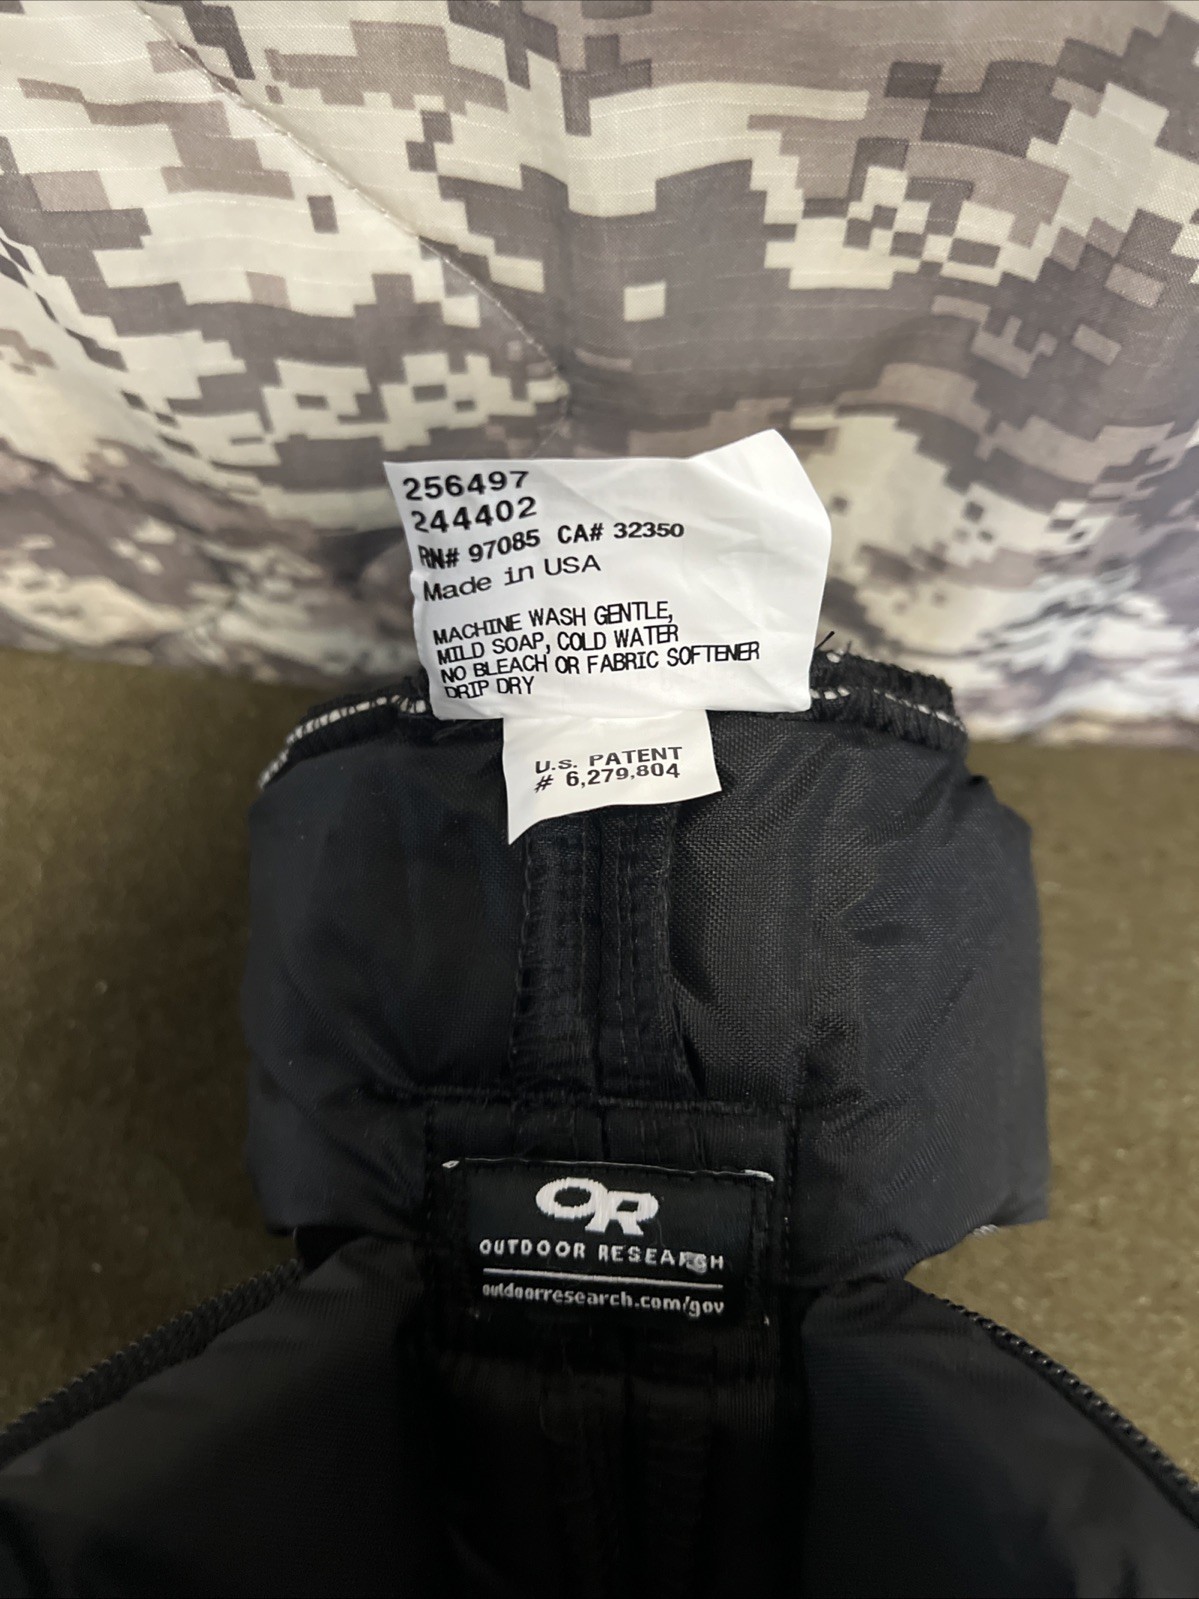 256497
244402
RN# 97085 CA# 32350
Made in USA
MACHINE WASH GENTLE,
MILD SOAP, COLD WATER
NO BLEACH OR FABRIC SOFTENER
DRIP DRY
U.S. PATENT
# 6,279,804
OR
OUTDOOR RESEARCH
outdoorresearch.com/gov